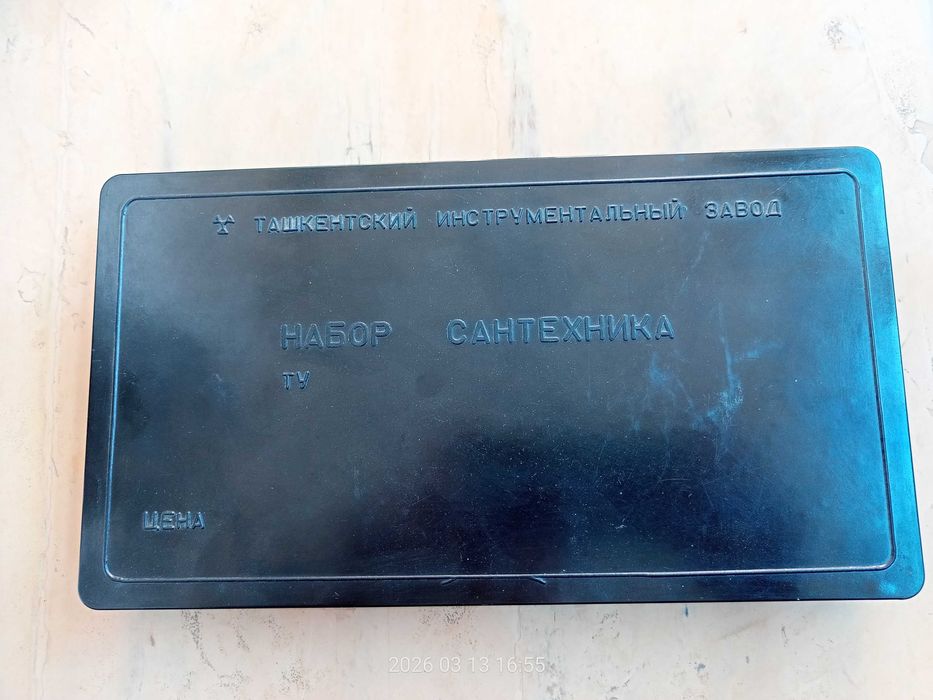 ТАШКЕНТСКИЙ ИНСТРУМЕНТАЛЬНЫЙ ЗАВОД
НАБОР САНТЕХНИКА
ТУ
ЦЕНА
2026 03 13 16:55